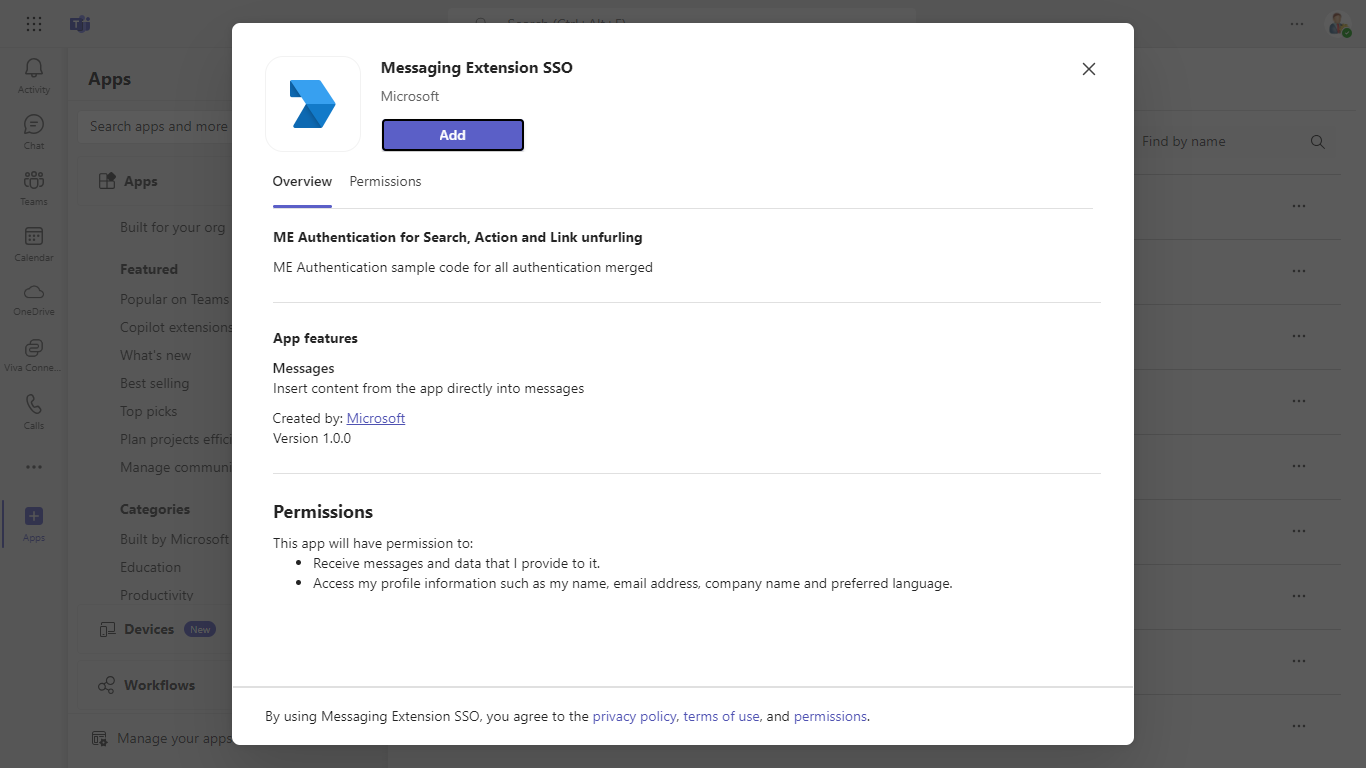 Search (Ctrl+Alt+E)
Activity
Chat
Teams
Calendar
OneDrive
Viva Conne...
Calls
Apps
Apps
Search apps and more
Apps
Built for your org
Featured
Popular on Teams
Copilot extensions
What's new
Best selling
Top picks
Plan projects effici
Manage communi
Categories
Built by Microsoft
Education
Productivity
Devices New
Workflows
Manage your apps
Find by name
Messaging Extension SSO
Microsoft
Add
Overview Permissions
ME Authentication for Search, Action and Link unfurling
ME Authentication sample code for all authentication merged
App features
Messages
Insert content from the app directly into messages
Created by: Microsoft
Version 1.0.0
Permissions
This app will have permission to:
• Receive messages and data that I provide to it.
• Access my profile information such as my name, email address, company name and preferred language.
By using Messaging Extension SSO, you agree to the privacy policy, terms of use, and permissions.